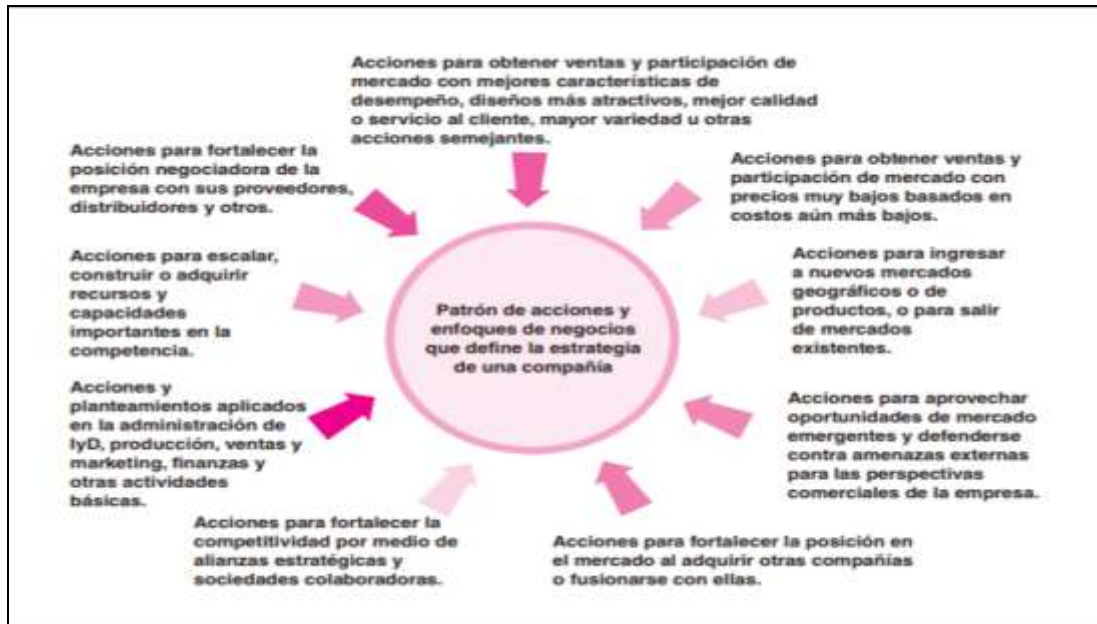 Acciones para obtener ventas y participación de
mercado con mejores características de
desempeño, diseños más atractivos, mejor calidad
o servicio al cliente, mayor variedad u otras
acciones semejantes.
Acciones para obtener ventas y
participación de mercado con
precios muy bajos basados en
costos aún más bajos.
Acciones para ingresar
a nuevos mercados
geográficos o de
productos, o para salir
de mercados
existentes.
Acciones para aprovechar
oportunidades de mercado
emergentes y defenderse
contra amenazas externas
para las perspectivas
comerciales de la empresa.
Acciones para fortalecer la posición en
el mercado al adquirir otras compañías
o fusionarse con ellas.
Acciones para fortalecer la
competitividad por medio de
alianzas estratégicas y
sociedades colaboradoras.
Acciones y
planteamientos aplicados
en la administración de
IyD, producción, ventas y
marketing, finanzas y
otras actividades
básicas.
Acciones para escalar,
construir o adquirir
recursos y
capacidades
importantes en la
competencia.
Acciones para fortalecer la
posición negociadora de la
empresa con sus proveedores,
distribuidores y otros.
Patrón de acciones y
enfoques de negocios
que define la estrategia
de una compañía